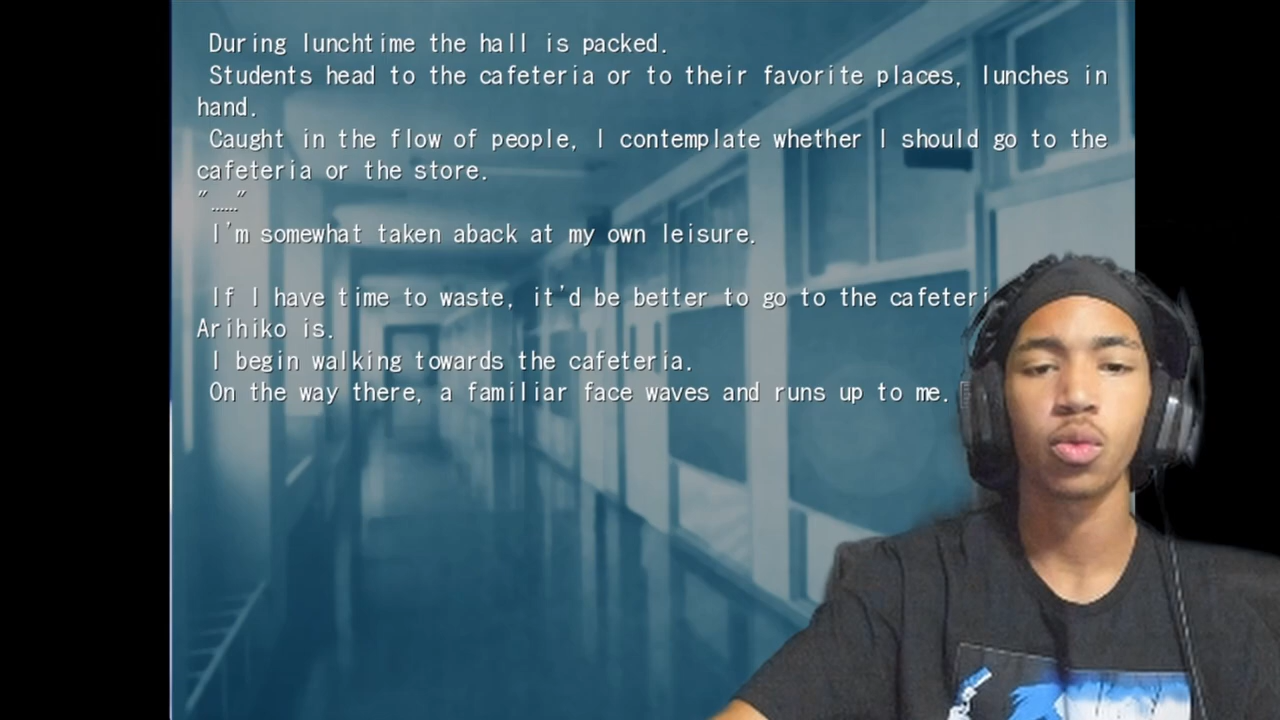 During lunchtime the hall is packed.
Students head to the cafeteria or to their favorite places, lunches in
hand.
Caught in the flow of people, I contemplate whether I should go to the
cafeteria or the store.
"……"
I'm somewhat taken aback at my own leisure.
If I have time to waste, it'd be better to go to the
Arihiko is.
I begin walking towards the cafeteria.
On the way there, a familiar face waves and runs up to me.